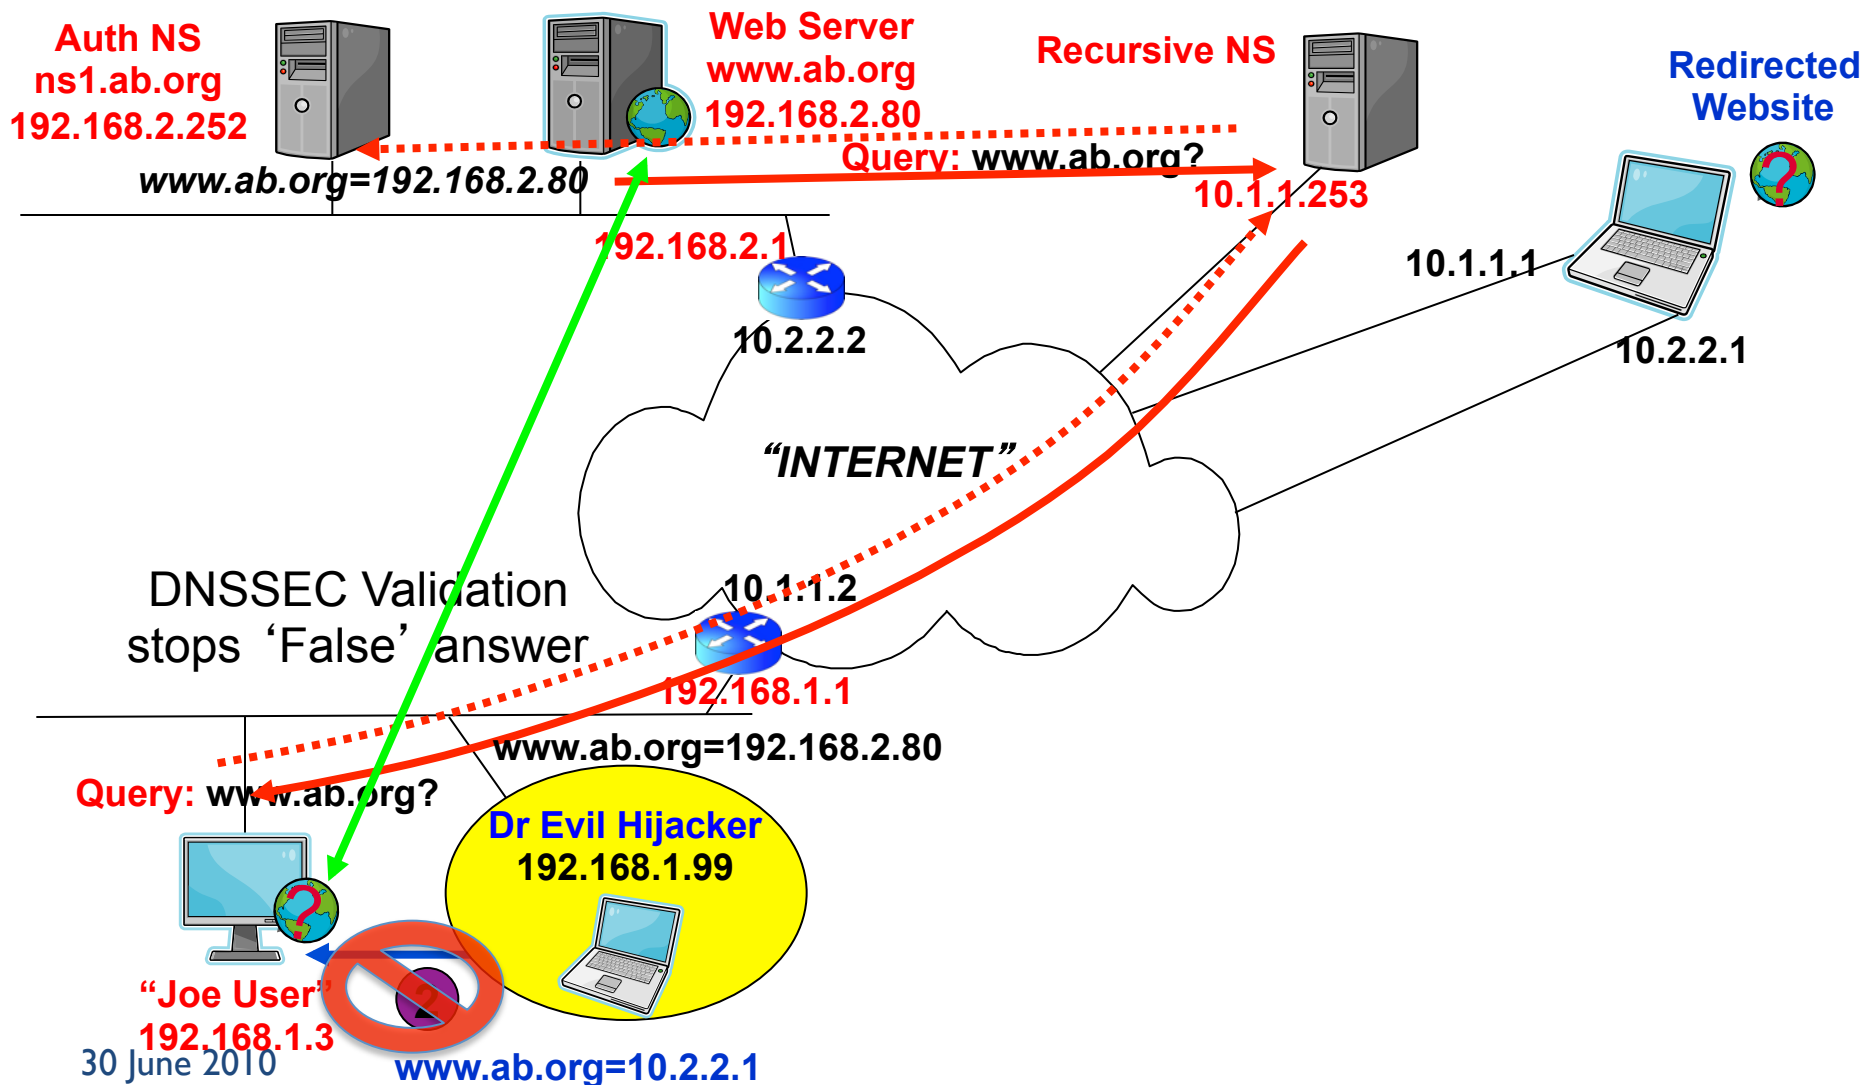 Auth NS
ns1.ab.org
192.168.2.252
Web Server
www.ab.org
192.168.2.80
Recursive NS
Redirected
Website
Query: www.ab.org?
www.ab.org=192.168.2.80
10.1.1.253
192.168.2.1
10.1.1.1
10.2.2.2
10.2.2.1
“INTERNET”
DNSSEC Validation
stops ‘False’ answer
10.1.1.2
192.168.1.1
www.ab.org=192.168.2.80
Query: www.ab.org?
Dr Evil Hijacker
192.168.1.99
?
?
2
“Joe User”
192.168.1.3
30 June 2010
www.ab.org=10.2.2.1